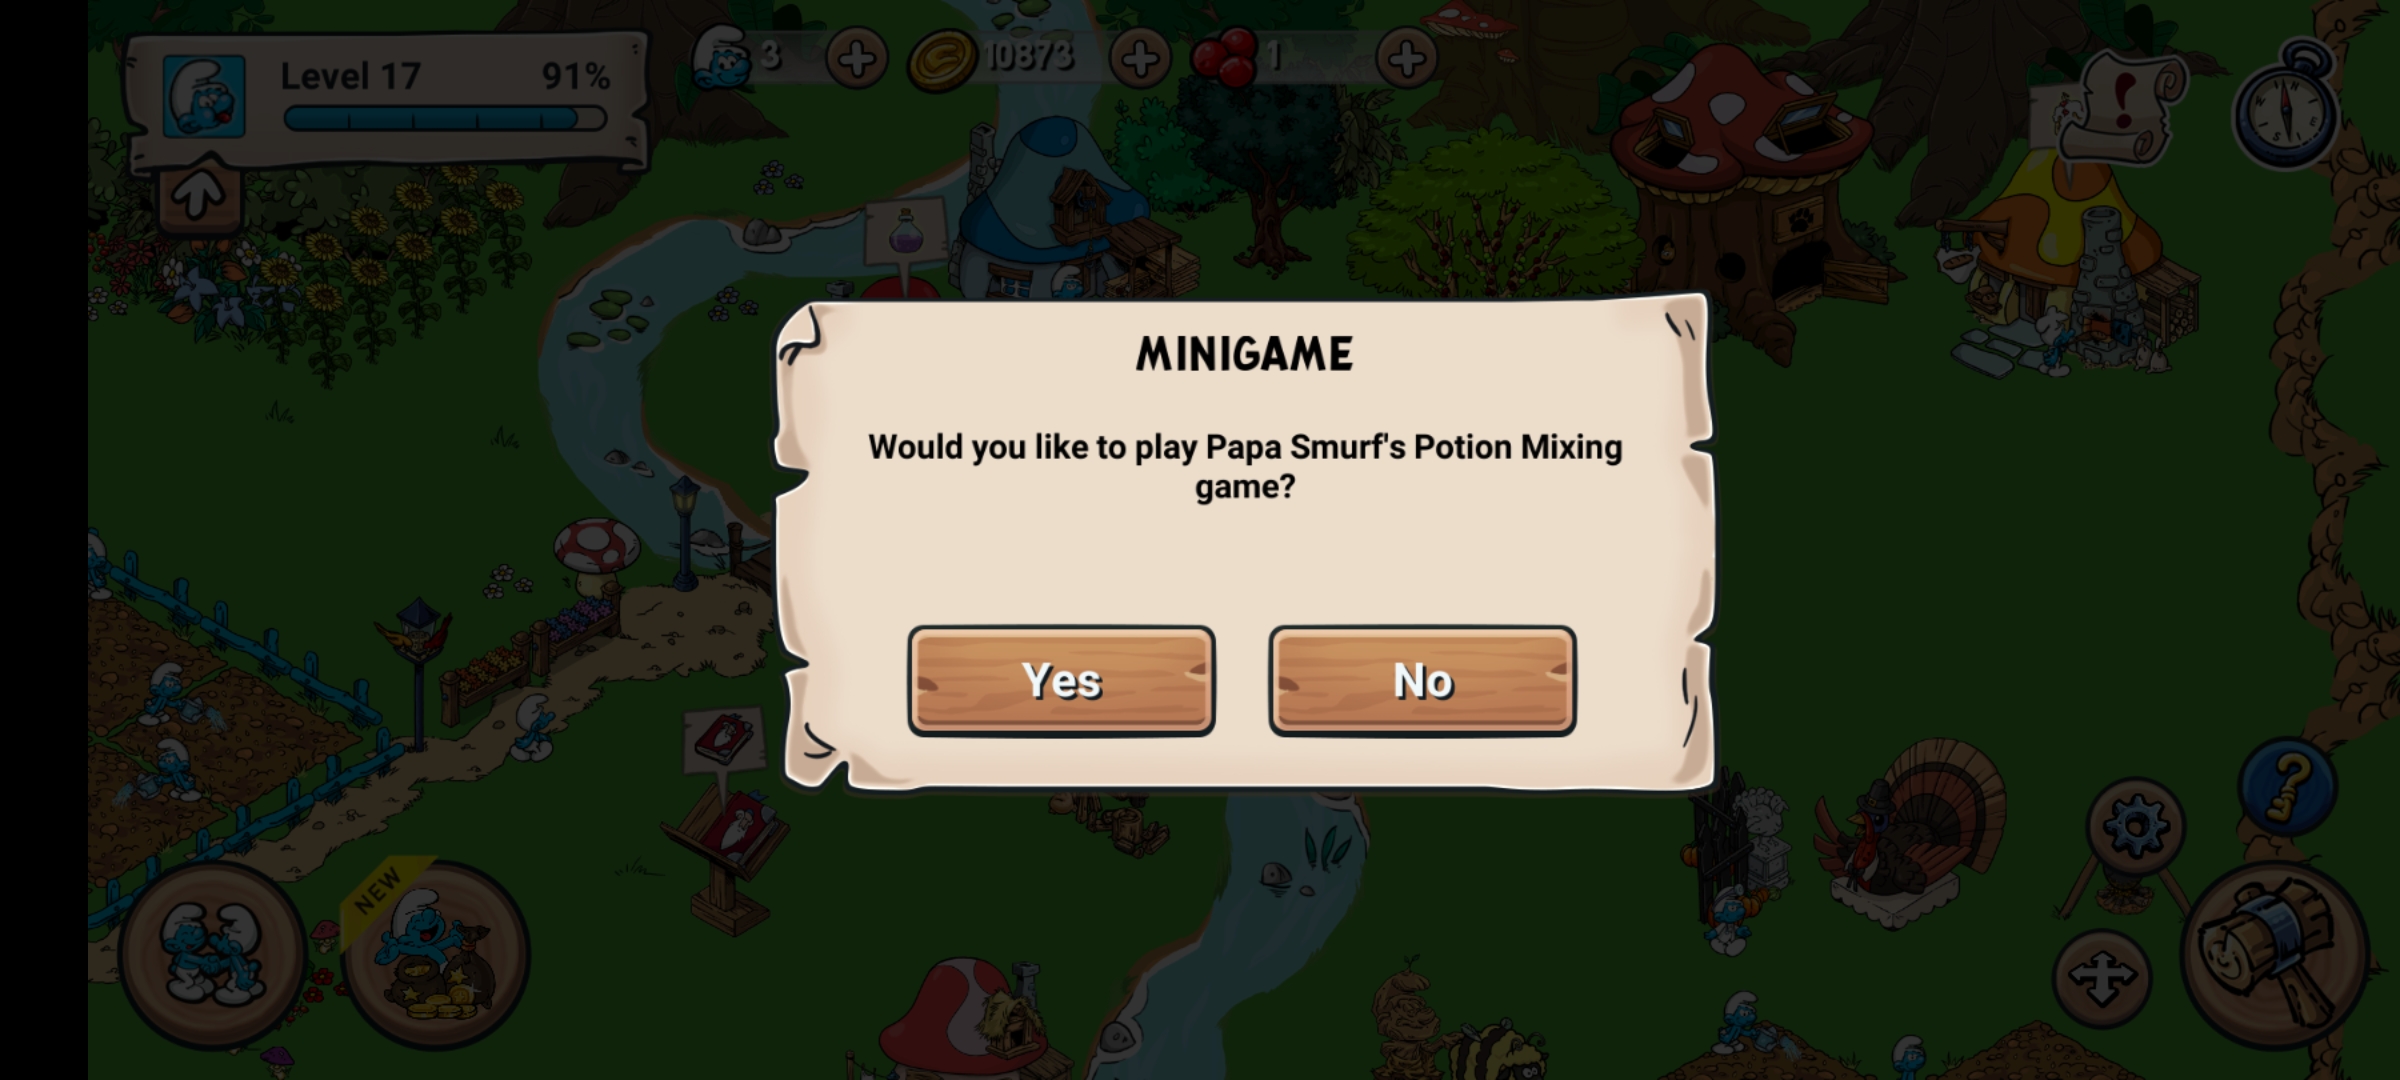 Level 17 91%
3
10873
1
MINIGAME
Would you like to play Papa Smurf's Potion Mixing
game?
Yes
No
NEW